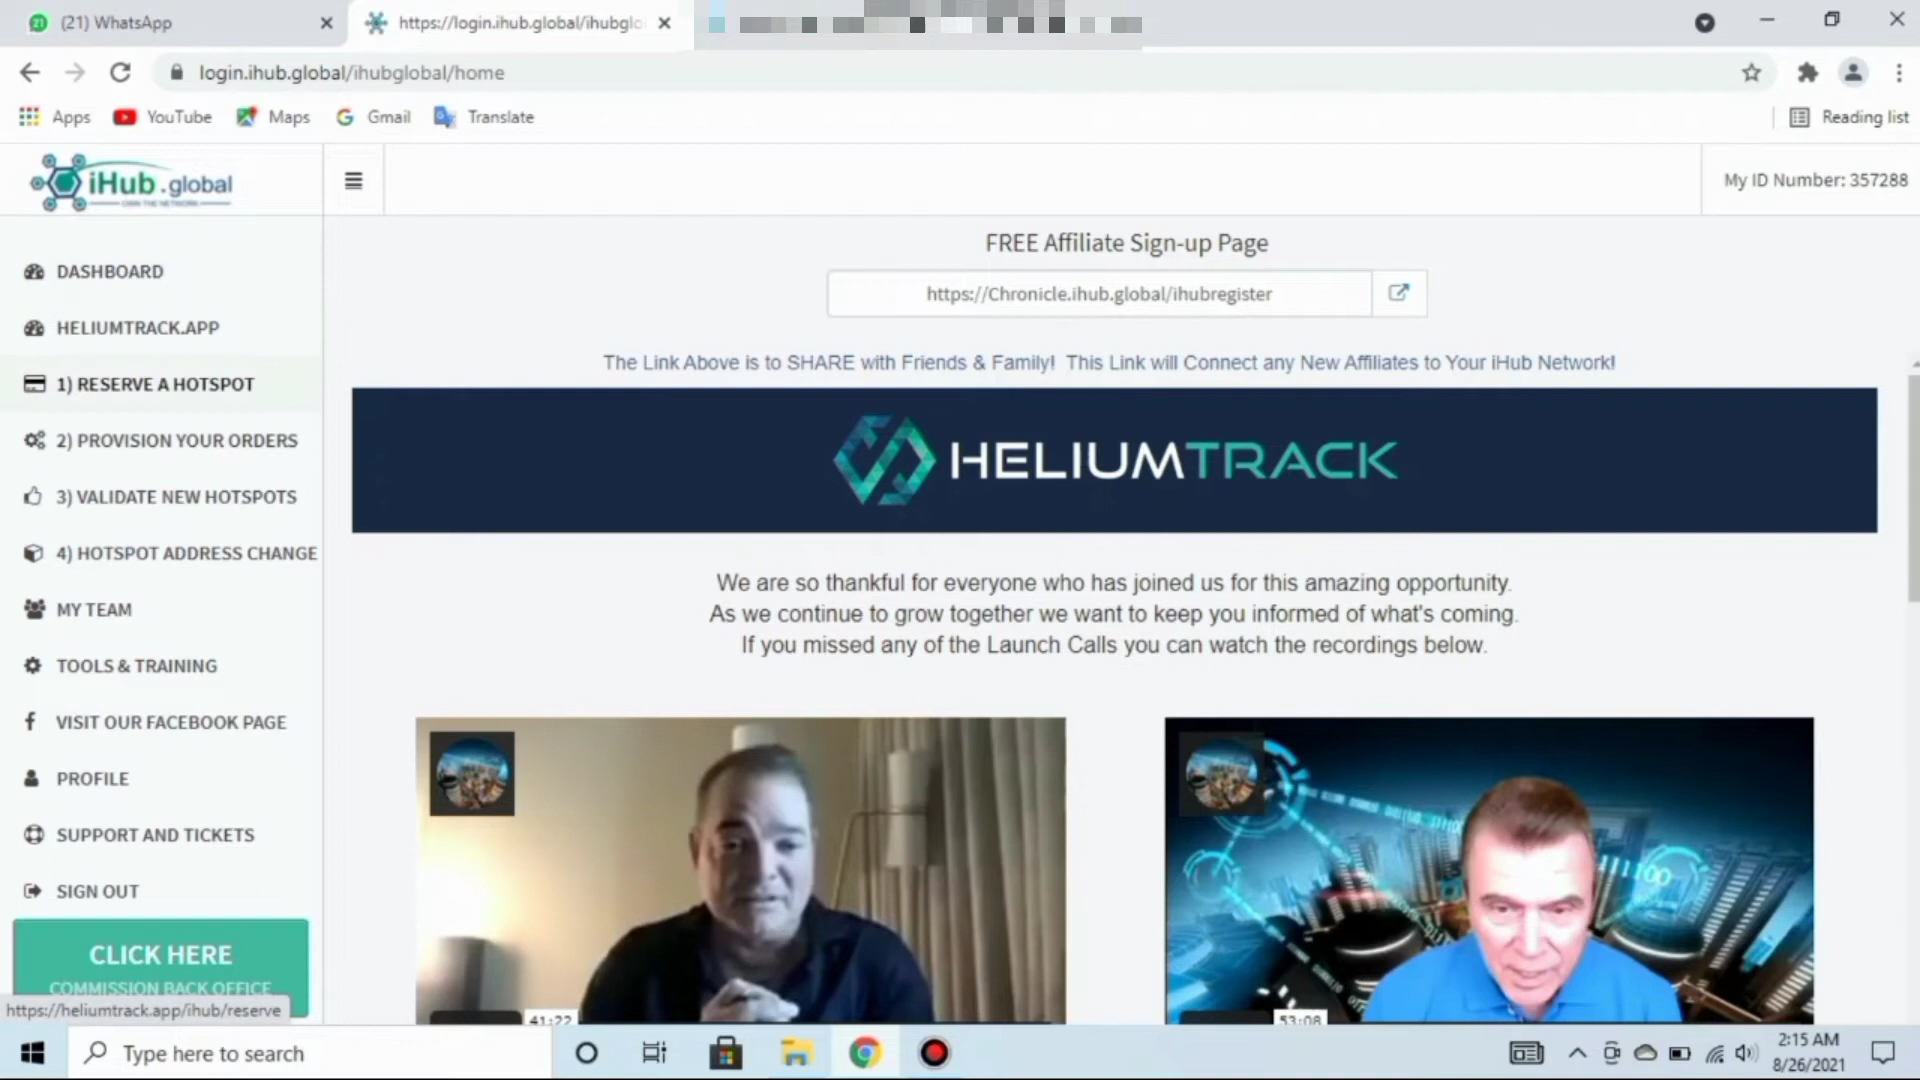 (21) WhatsApp
https://login.ihub.global/ihubglo
login.ihub.global/ihubglobal/home
Apps
YouTube
Maps
Gmail
Translate
Reading list
iHub.global
My ID Number: 357288
FREE Affiliate Sign-up Page
https://Chronicle.ihub.global/ihubregister
The Link Above is to SHARE with Friends & Family! This Link will Connect any New Affiliates to Your iHub Network!
HELIUMTRACK
We are so thankful for everyone who has joined us for this amazing opportunity.
As we continue to grow together we want to keep you informed of what's coming.
If you missed any of the Launch Calls you can watch the recordings below.
DASHBOARD
HELIUMTRACK.APP
1) RESERVE A HOTSPOT
2) PROVISION YOUR ORDERS
3) VALIDATE NEW HOTSPOTS
4) HOTSPOT ADDRESS CHANGE
MY TEAM
TOOLS & TRAINING
VISIT OUR FACEBOOK PAGE
PROFILE
SUPPORT AND TICKETS
SIGN OUT
CLICK HERE
COMMISSION BACK OFFICE
https://heliumtrack.app/ihub/reserve
41:22
53:08
Type here to search
2:15 AM
8/26/2021